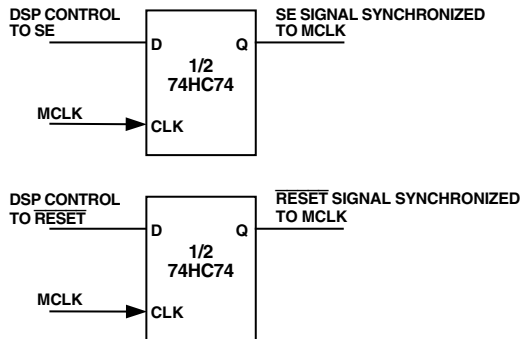 DSP CONTROL
TO SE
SE SIGNAL SYNCHRONIZED
TO MCLK
D
Q
1/2
74HC74
MCLK
CLK
DSP CONTROL
TO RESET
RESET SIGNAL SYNCHRONIZED
TO MCLK
D
Q
1/2
74HC74
MCLK
CLK